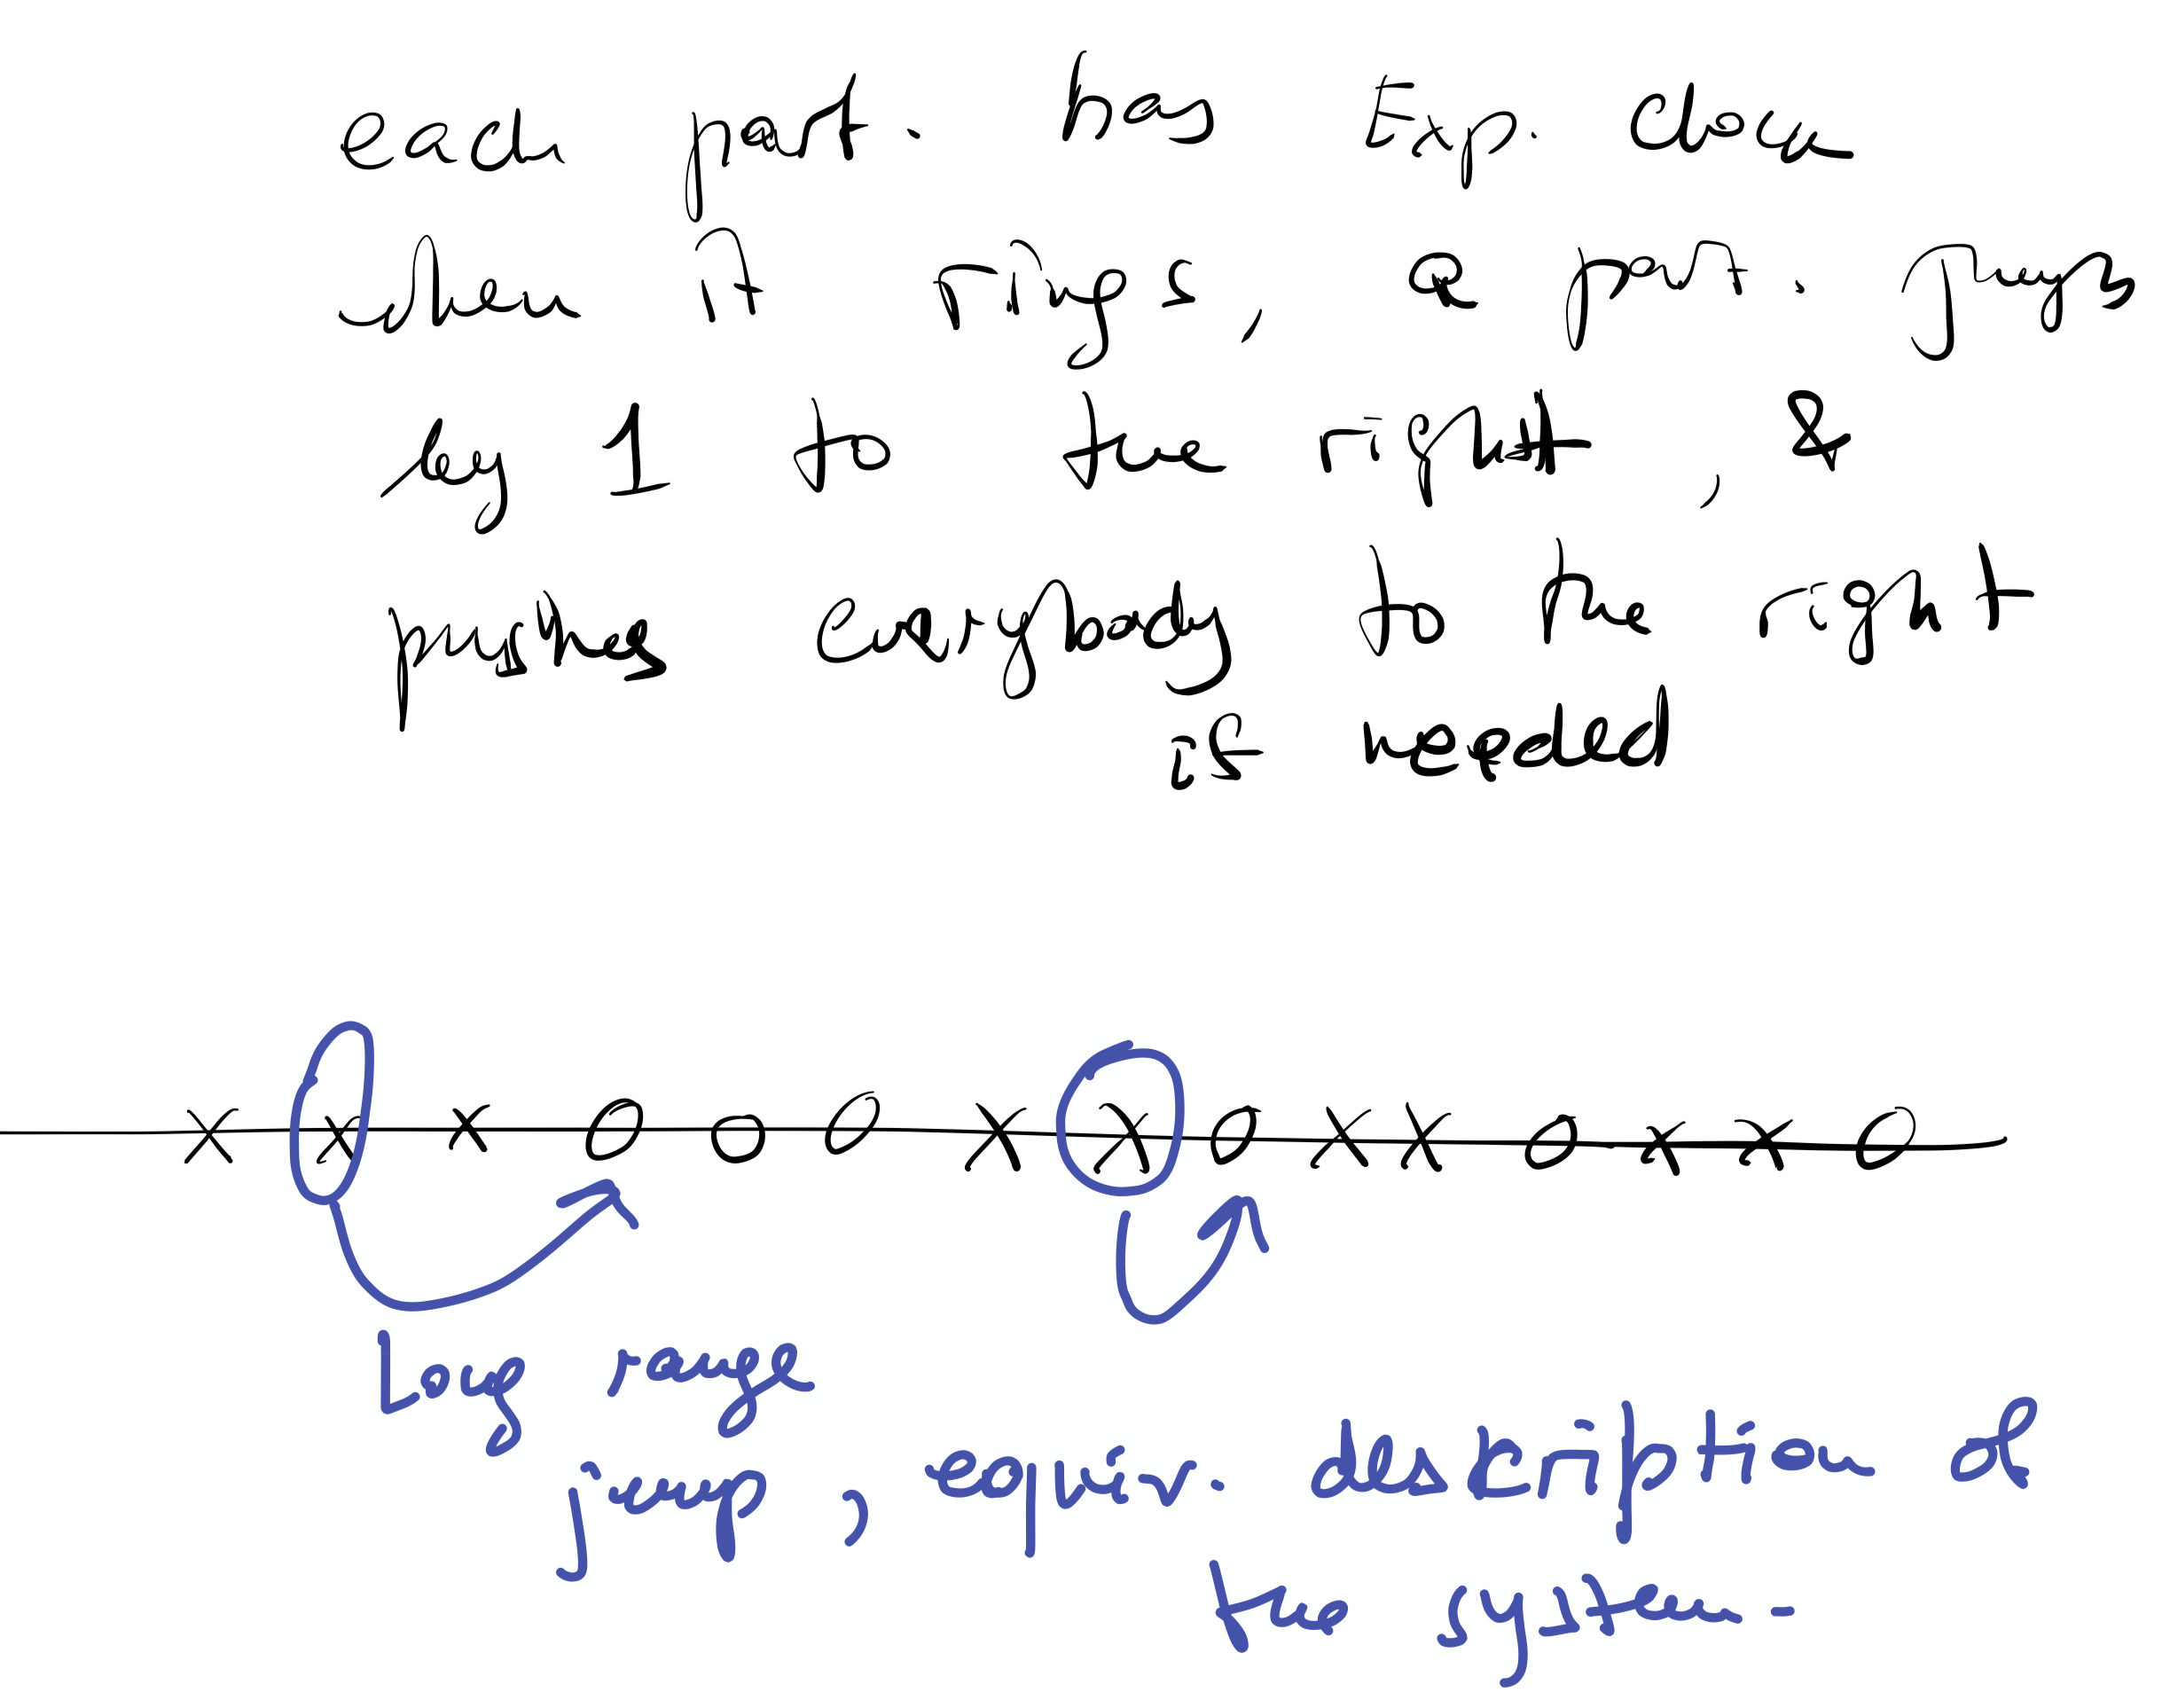 each part. has Exp. clock
when it rings, a part. jumps
by 1 to the right, &
pushes everybody to the right
if needed
x x x o o o x x o x x o x x o
Long range
jump, equiv. description of
the system -